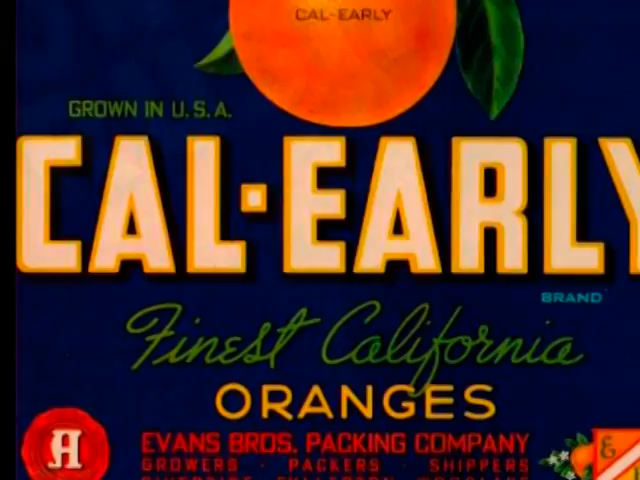 CAL-EARLY
GROWN IN U.S.A.
CAL·EARLY
BRAND
Finest California
ORANGES
A
EVANS BROS. PACKING COMPANY
GROWERS · PACKERS · SHIPPERS
E